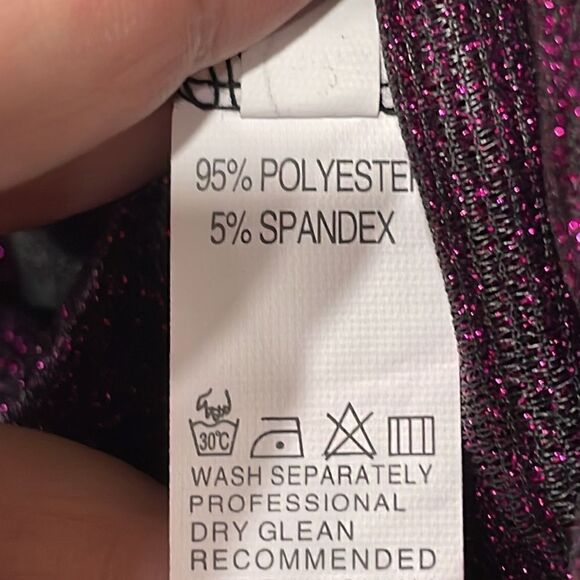 95% POLYESTE
5% SPANDEX
30℃
WASH SEPARATELY
PROFESSIONAL
DRY GLEAN
RECOMMENDED